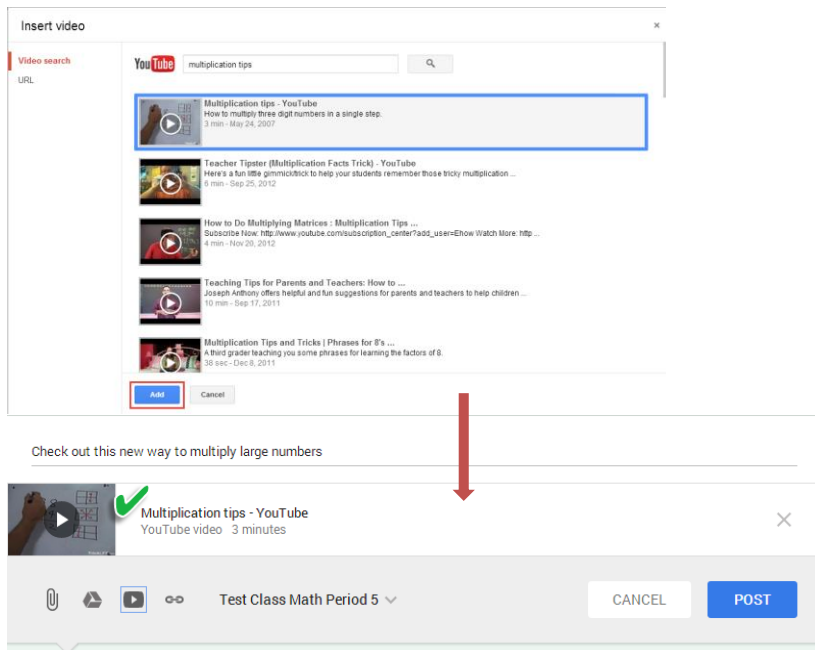 Insert video
×
Video search
URL
YouTube
multiplication tips
Multiplication tips - YouTube
How to multiply three digit numbers in a single step.
3 min - May 24, 2007
Teacher Tipster (Multiplication Facts Trick) - YouTube
Here's a fun little gimmick/trick to help your students remember those tricky multiplication ...
6 min - Sep 25, 2012
How to Do Multiplying Matrices : Multiplication Tips ...
Subscribe Now: http://www.youtube.com/subscription_center?add_user=Ehow Watch More: http ...
4 min - Nov 20, 2012
Teaching Tips for Parents and Teachers: How to ...
Joseph Anthony offers helpful and fun suggestions for parents and teachers to help children ...
10 min - Sep 17, 2011
Multiplication Tips and Tricks | Phrases for 8's ...
A third grader teaching you some phrases for learning the factors of 8.
38 sec - Dec 8, 2011
Add
Cancel
Check out this new way to multiply large numbers
Multiplication tips - YouTube
YouTube video 3 minutes
Test Class Math Period 5
CANCEL
POST